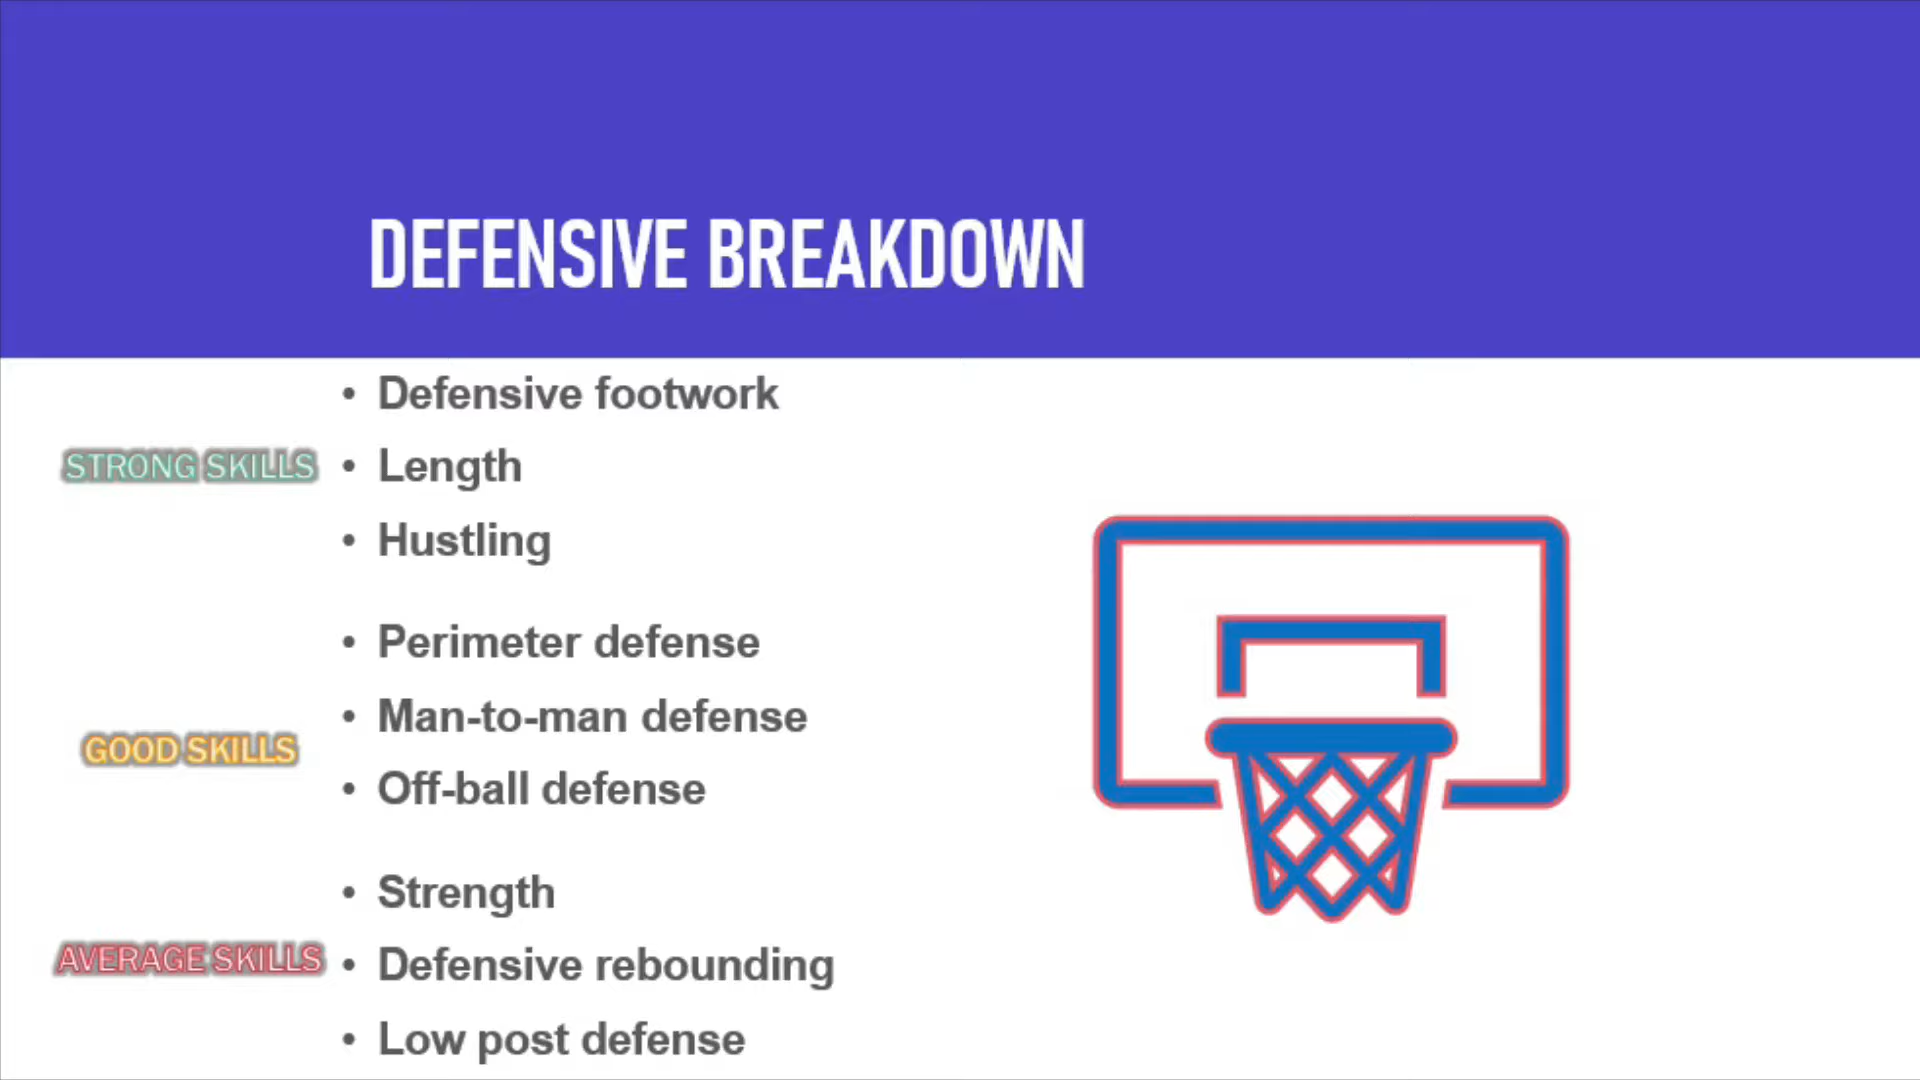 DEFENSIVE BREAKDOWN
STRONG SKILLS
• Defensive footwork
• Length
• Hustling
GOOD SKILLS
• Perimeter defense
• Man-to-man defense
• Off-ball defense
AVERAGE SKILLS
• Strength
• Defensive rebounding
• Low post defense